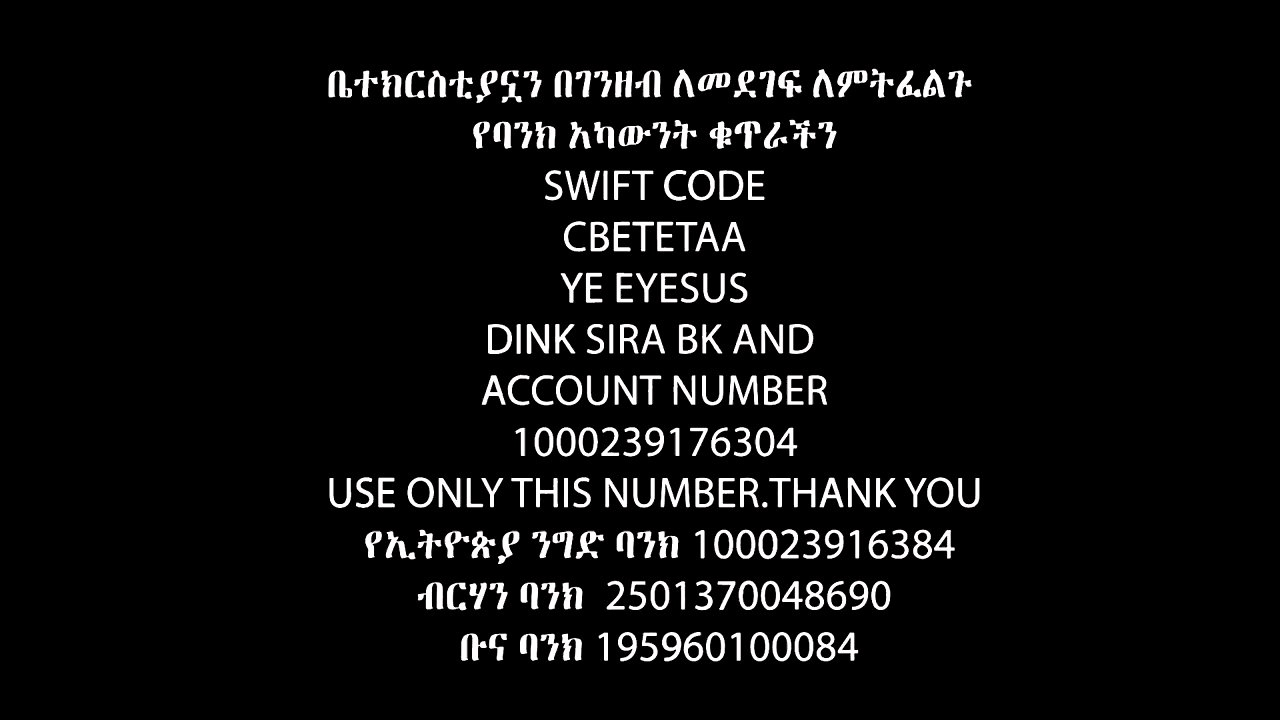 ቤተክርስቲያኗን በገንዘብ ለመደገፍ ለምትፈልጉ
የባንክ አካውንት ቁጥራችን
SWIFT CODE
CBETETAA
YE EYESUS
DINK SIRA BK AND
ACCOUNT NUMBER
1000239176304
USE ONLY THIS NUMBER.THANK YOU
የኢትዮጵያ ንግድ ባንክ 100023916384
ብርሃን ባንክ 2501370048690
ቡና ባንክ 195960100084